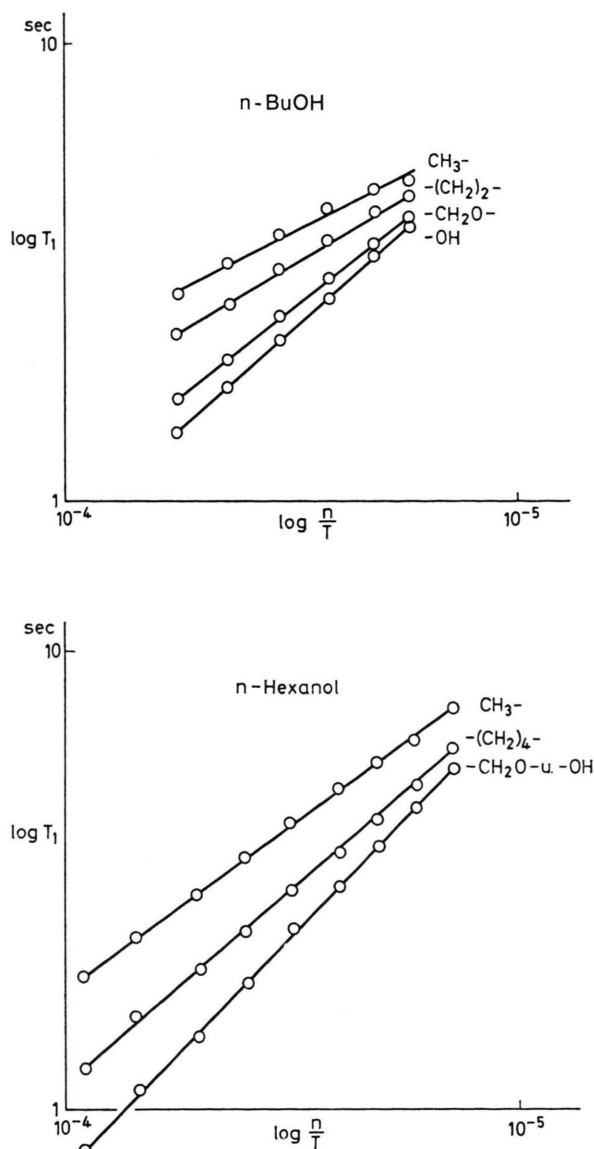 sec
10
n-BuOH
CH₃-
-(CH₂)₂-
-CH₂O-
-OH
log T₁
1
10⁻⁴
log n/T
10⁻⁵
sec
10
n-Hexanol
CH₃-
-(CH₂)₄-
-CH₂O-u.-OH
log T₁
1
10⁻⁴
log n/T
10⁻⁵